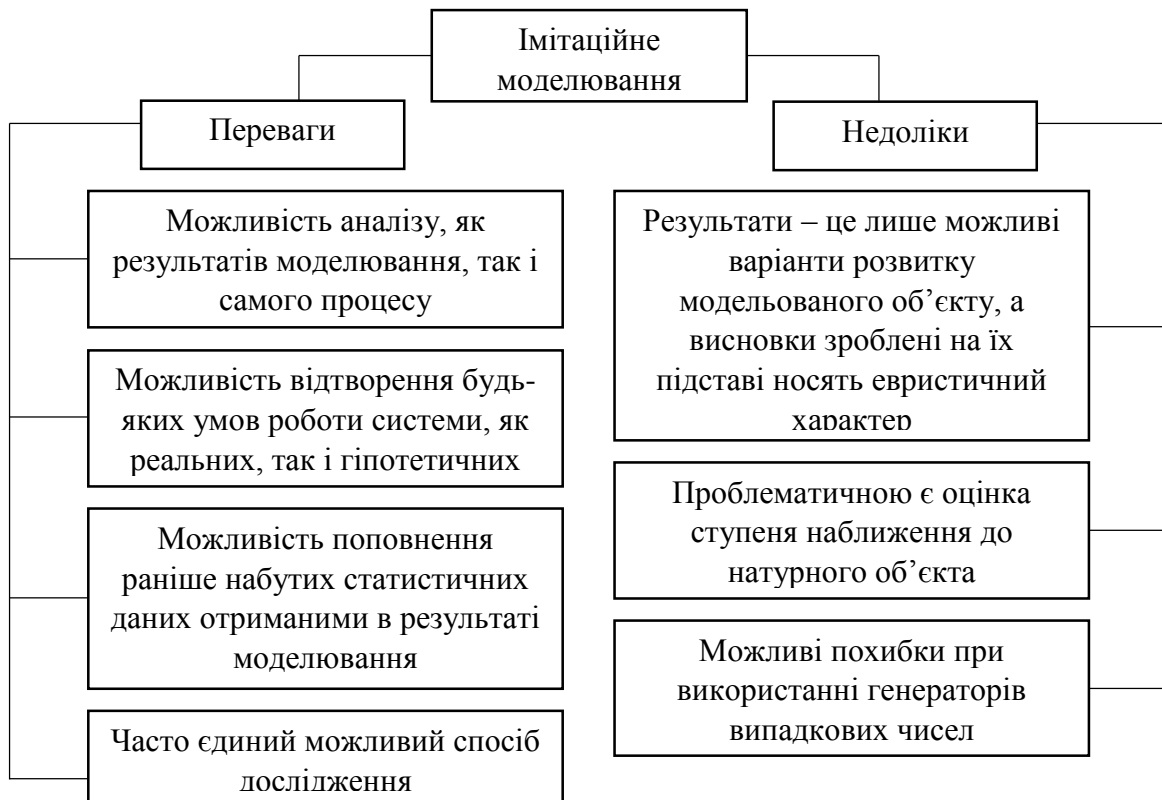 Імітаційне
моделювання
Переваги
Недоліки
Можливість аналізу, як
результатів моделювання, так і
самого процесу
Можливість відтворення будь-
яких умов роботи системи, як
реальних, так і гіпотетичних
Можливість поповнення
раніше набутих статистичних
даних отриманими в результаті
моделювання
Часто єдиний можливий спосіб
дослідження
Результати – це лише можливі
варіанти розвитку
модельованого об’єкту, а
висновки зроблені на їх
підставі носять евристичний
характер
Проблематичною є оцінка
ступеня наближення до
натурного об’єкта
Можливі похибки при
використанні генераторів
випадкових чисел